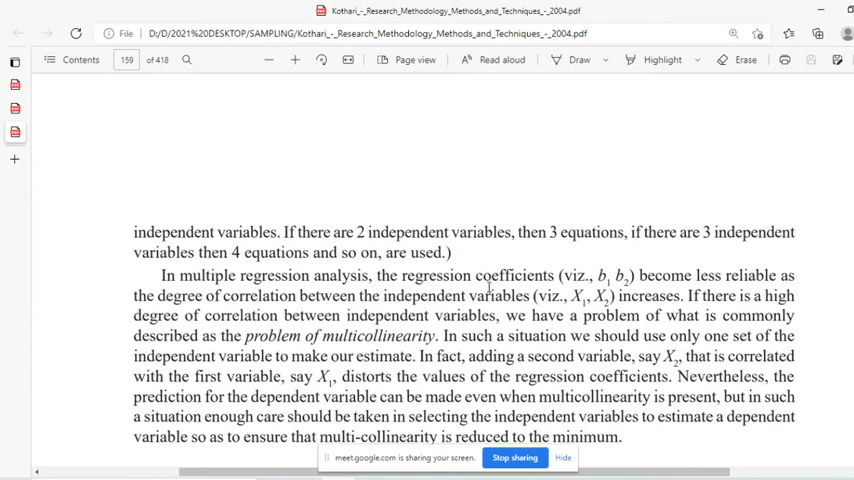 Kothari_-_Research_Methodology_Methods_and_Techniques_-_2004.pdf
File D:/D/2021%20DESKTOP/SAMPLING/Kothari_-_Research_Methodology_Methods_and_Techniques_-_2004.pdf
Contents 159 of 418 Page view Read aloud Draw Highlight Erase
independent variables. If there are 2 independent variables, then 3 equations, if there are 3 independent
variables then 4 equations and so on, are used.)
In multiple regression analysis, the regression coefficients (viz., b₁ b₂) become less reliable as
the degree of correlation between the independent variables (viz., X₁, X₂) increases. If there is a high
degree of correlation between independent variables, we have a problem of what is commonly
described as the problem of multicollinearity. In such a situation we should use only one set of the
independent variable to make our estimate. In fact, adding a second variable, say X₂, that is correlated
with the first variable, say X₁, distorts the values of the regression coefficients. Nevertheless, the
prediction for the dependent variable can be made even when multicollinearity is present, but in such
a situation enough care should be taken in selecting the independent variables to estimate a dependent
variable so as to ensure that multi-collinearity is reduced to the minimum.
meet.google.com is sharing your screen. Stop sharing Hide